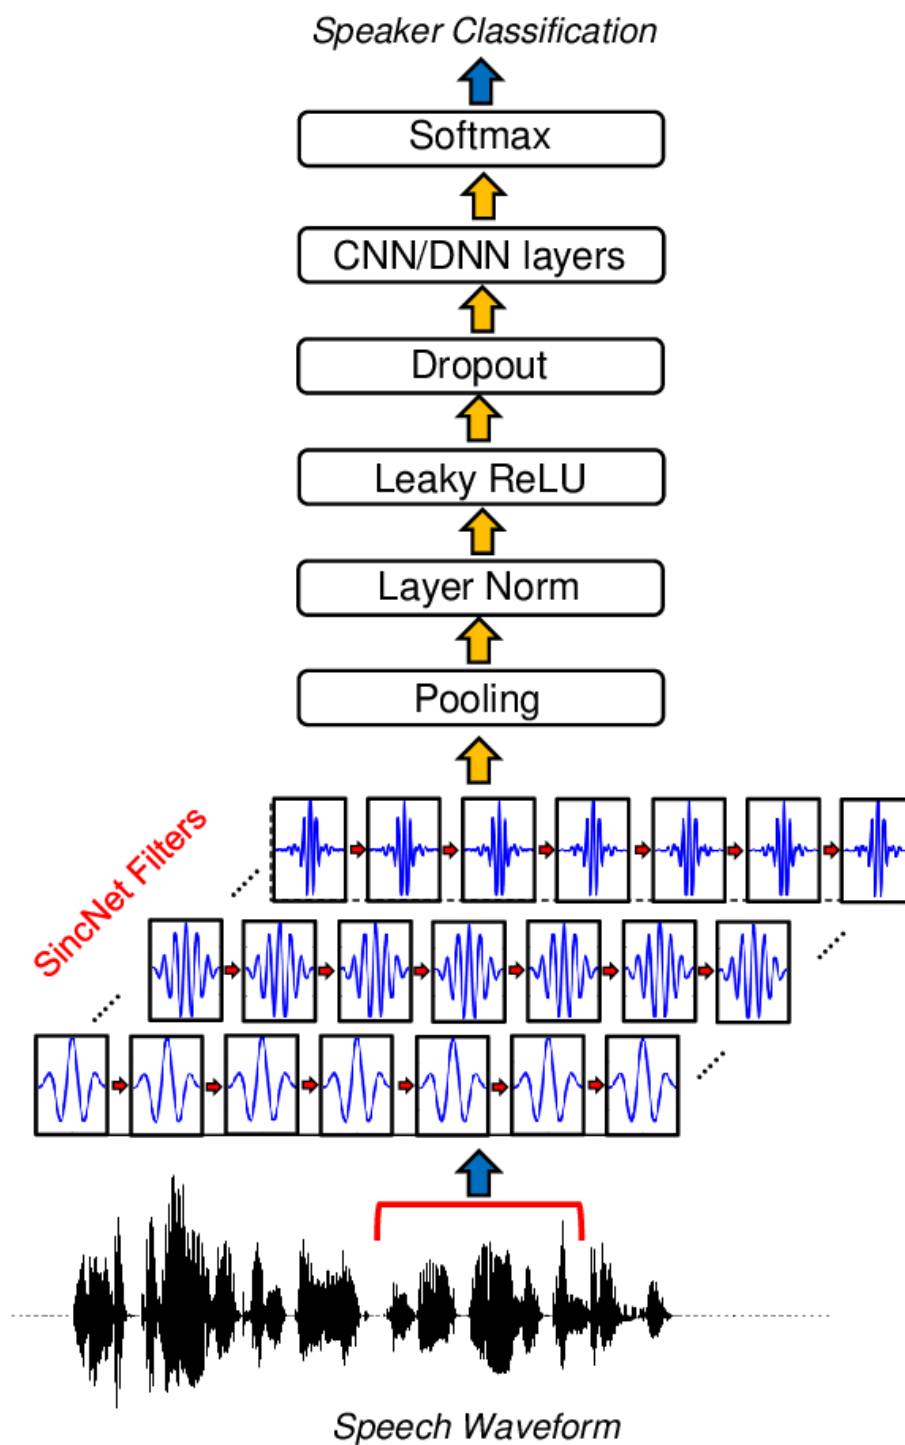 Speaker Classification
Softmax
CNN/DNN layers
Dropout
Leaky ReLU
Layer Norm
Pooling
SincNet Filters
Speech Waveform